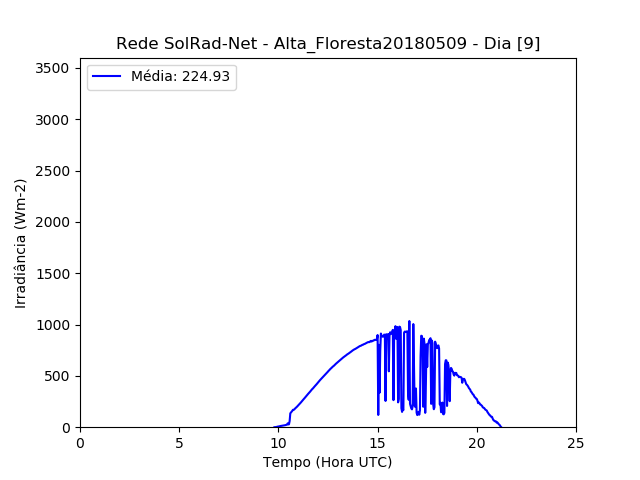 Rede SolRad-Net - Alta_Floresta20180509 - Dia [9]
Média: 224.93
Irradiância (Wm-2)
3500
3000
2500
2000
1500
1000
500
0
0 5 10 15 20 25
Tempo (Hora UTC)